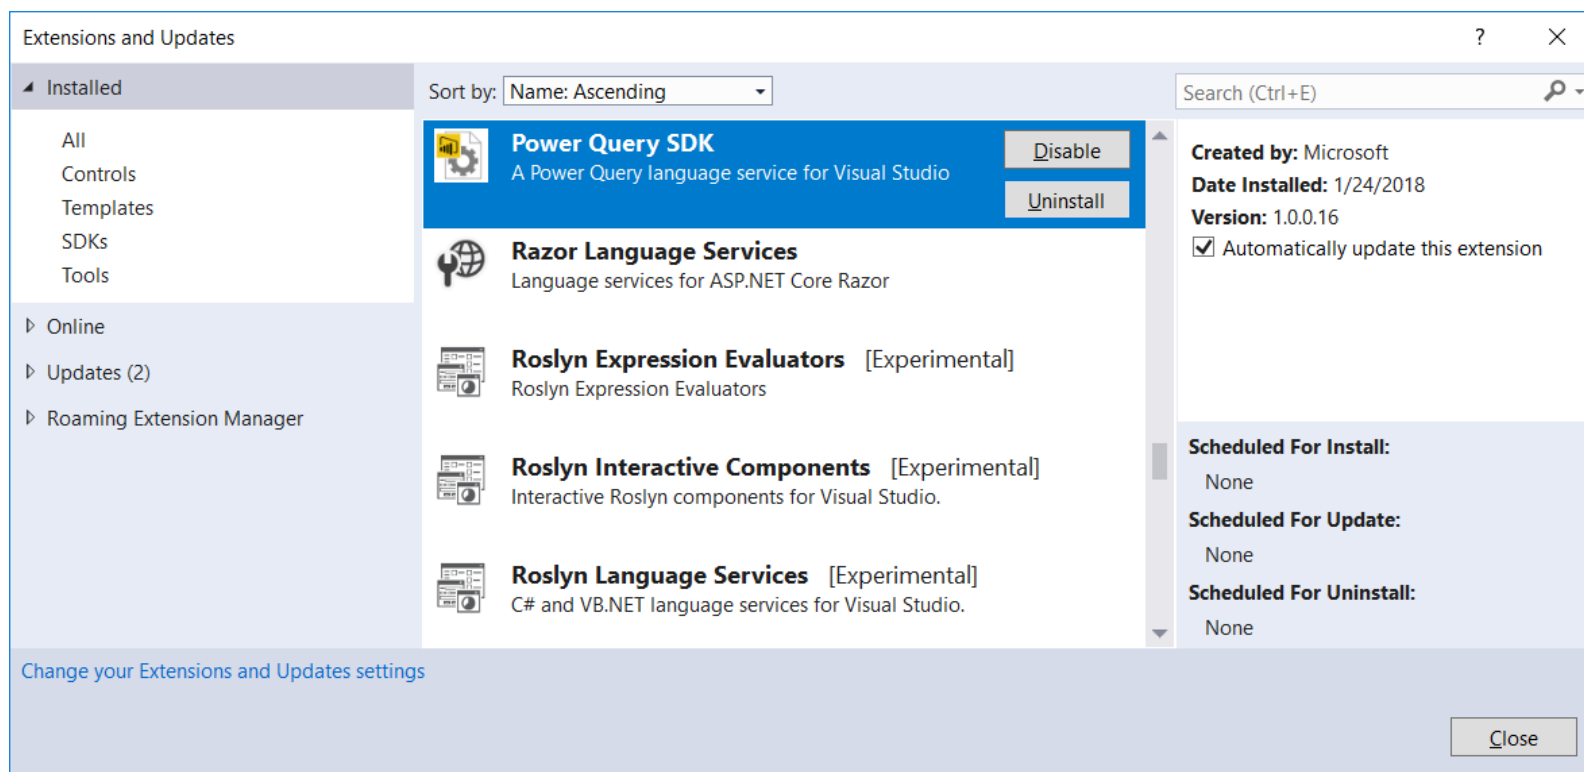 Extensions and Updates
?
Installed
Sort by: Name: Ascending
Search (Ctrl+E)
All
Controls
Templates
SDKs
Tools
Online
Updates (2)
Roaming Extension Manager
Power Query SDK
A Power Query language service for Visual Studio
Disable
Uninstall
Razor Language Services
Language services for ASP.NET Core Razor
Roslyn Expression Evaluators [Experimental]
Roslyn Expression Evaluators
Roslyn Interactive Components [Experimental]
Interactive Roslyn components for Visual Studio.
Roslyn Language Services [Experimental]
C# and VB.NET language services for Visual Studio.
Created by: Microsoft
Date Installed: 1/24/2018
Version: 1.0.0.16
Automatically update this extension
Scheduled For Install:
None
Scheduled For Update:
None
Scheduled For Uninstall:
None
Change your Extensions and Updates settings
Close